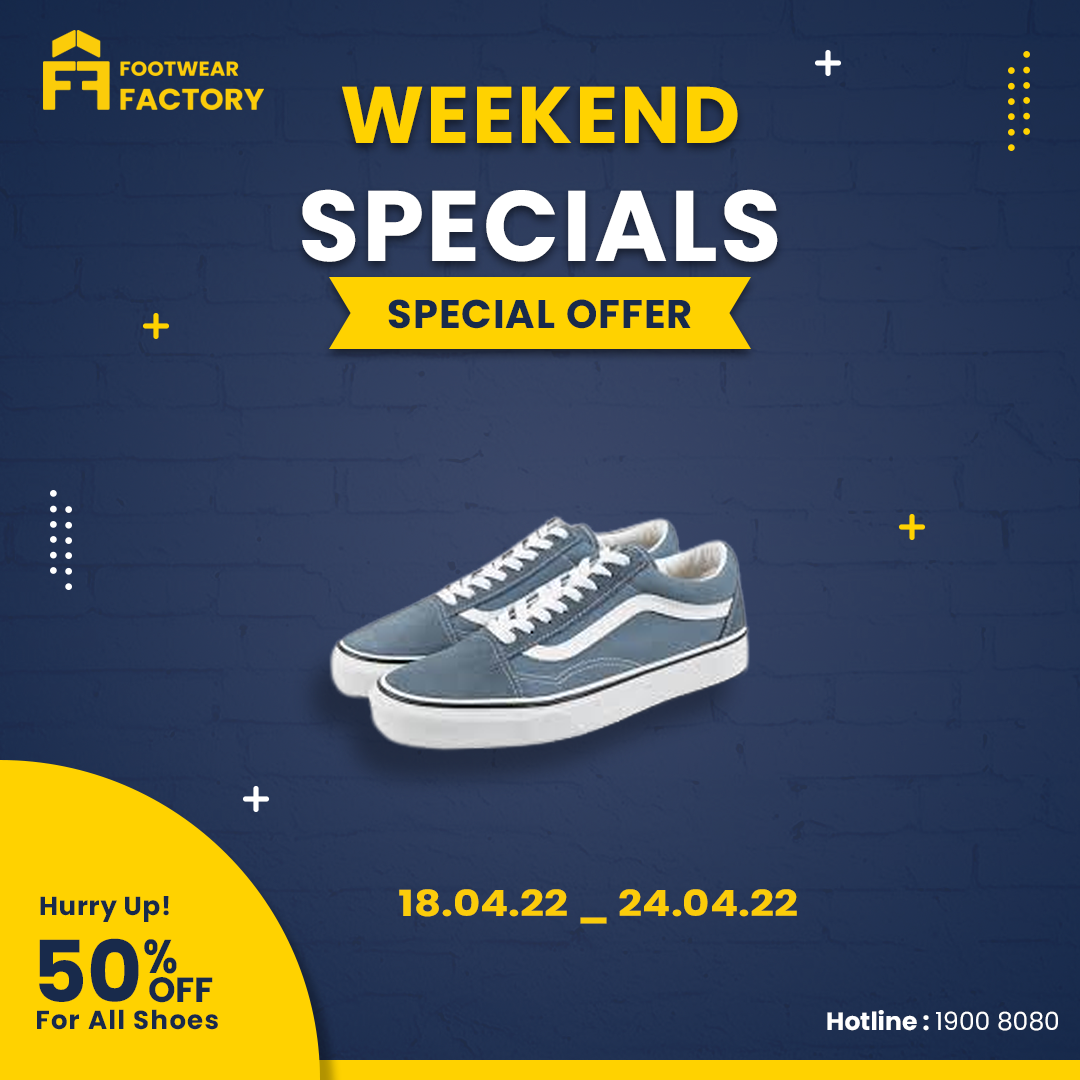 FOOTWEAR
FACTORY
WEEKEND
SPECIALS
SPECIAL OFFER
18.04.22 _ 24.04.22
Hurry Up!
50% OFF
For All Shoes
Hotline : 1900 8080